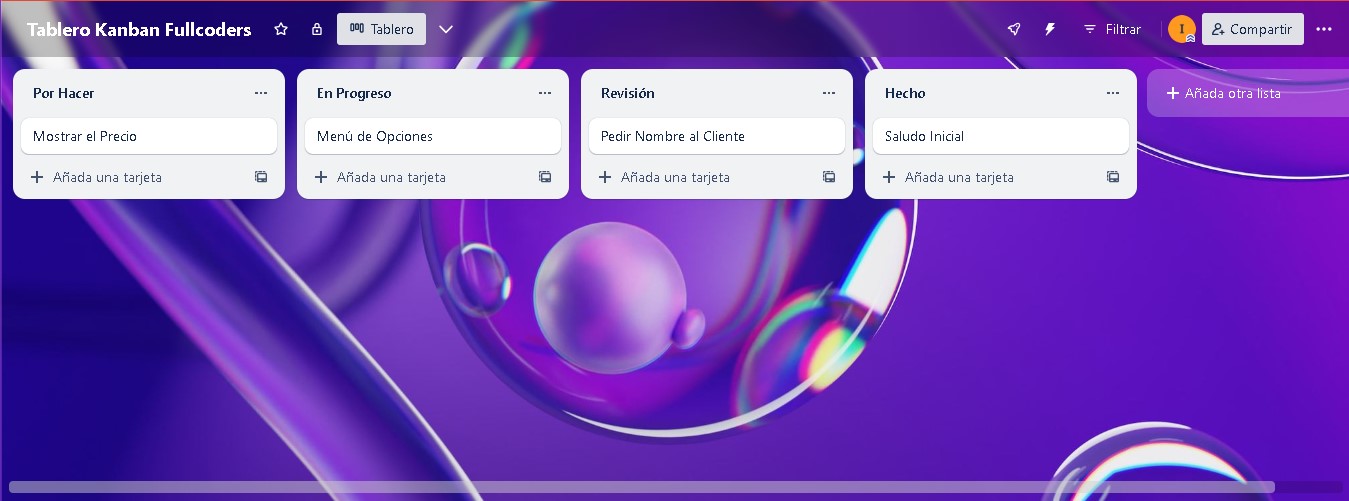 Tablero Kanban Fullcoders
Tablero
Filtrar
I
Compartir
Por Hacer
Mostrar el Precio
Añada una tarjeta
En Progreso
Menú de Opciones
Añada una tarjeta
Revisión
Pedir Nombre al Cliente
Añada una tarjeta
Hecho
Saludo Inicial
Añada una tarjeta
Añada otra lista